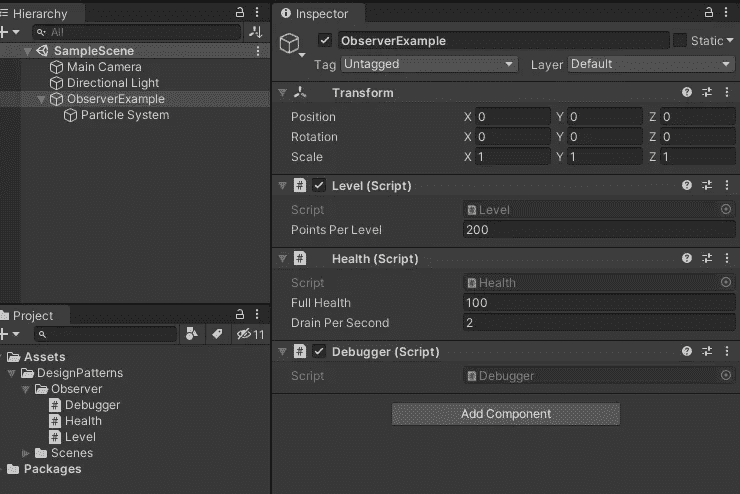 Hierarchy
All
SampleScene
Main Camera
Directional Light
ObserverExample
Particle System
Project
11
Assets
DesignPatterns
Observer
Debugger
Health
Level
Scenes
Packages
Inspector
ObserverExample Static
Tag Untagged Layer Default
Transform
Position X 0 Y 0 Z 0
Rotation X 0 Y 0 Z 0
Scale X 1 Y 1 Z 1
# Level (Script)
Script Level
Points Per Level 200
# Health (Script)
Script Health
Full Health 100
Drain Per Second 2
# Debugger (Script)
Script Debugger
Add Component